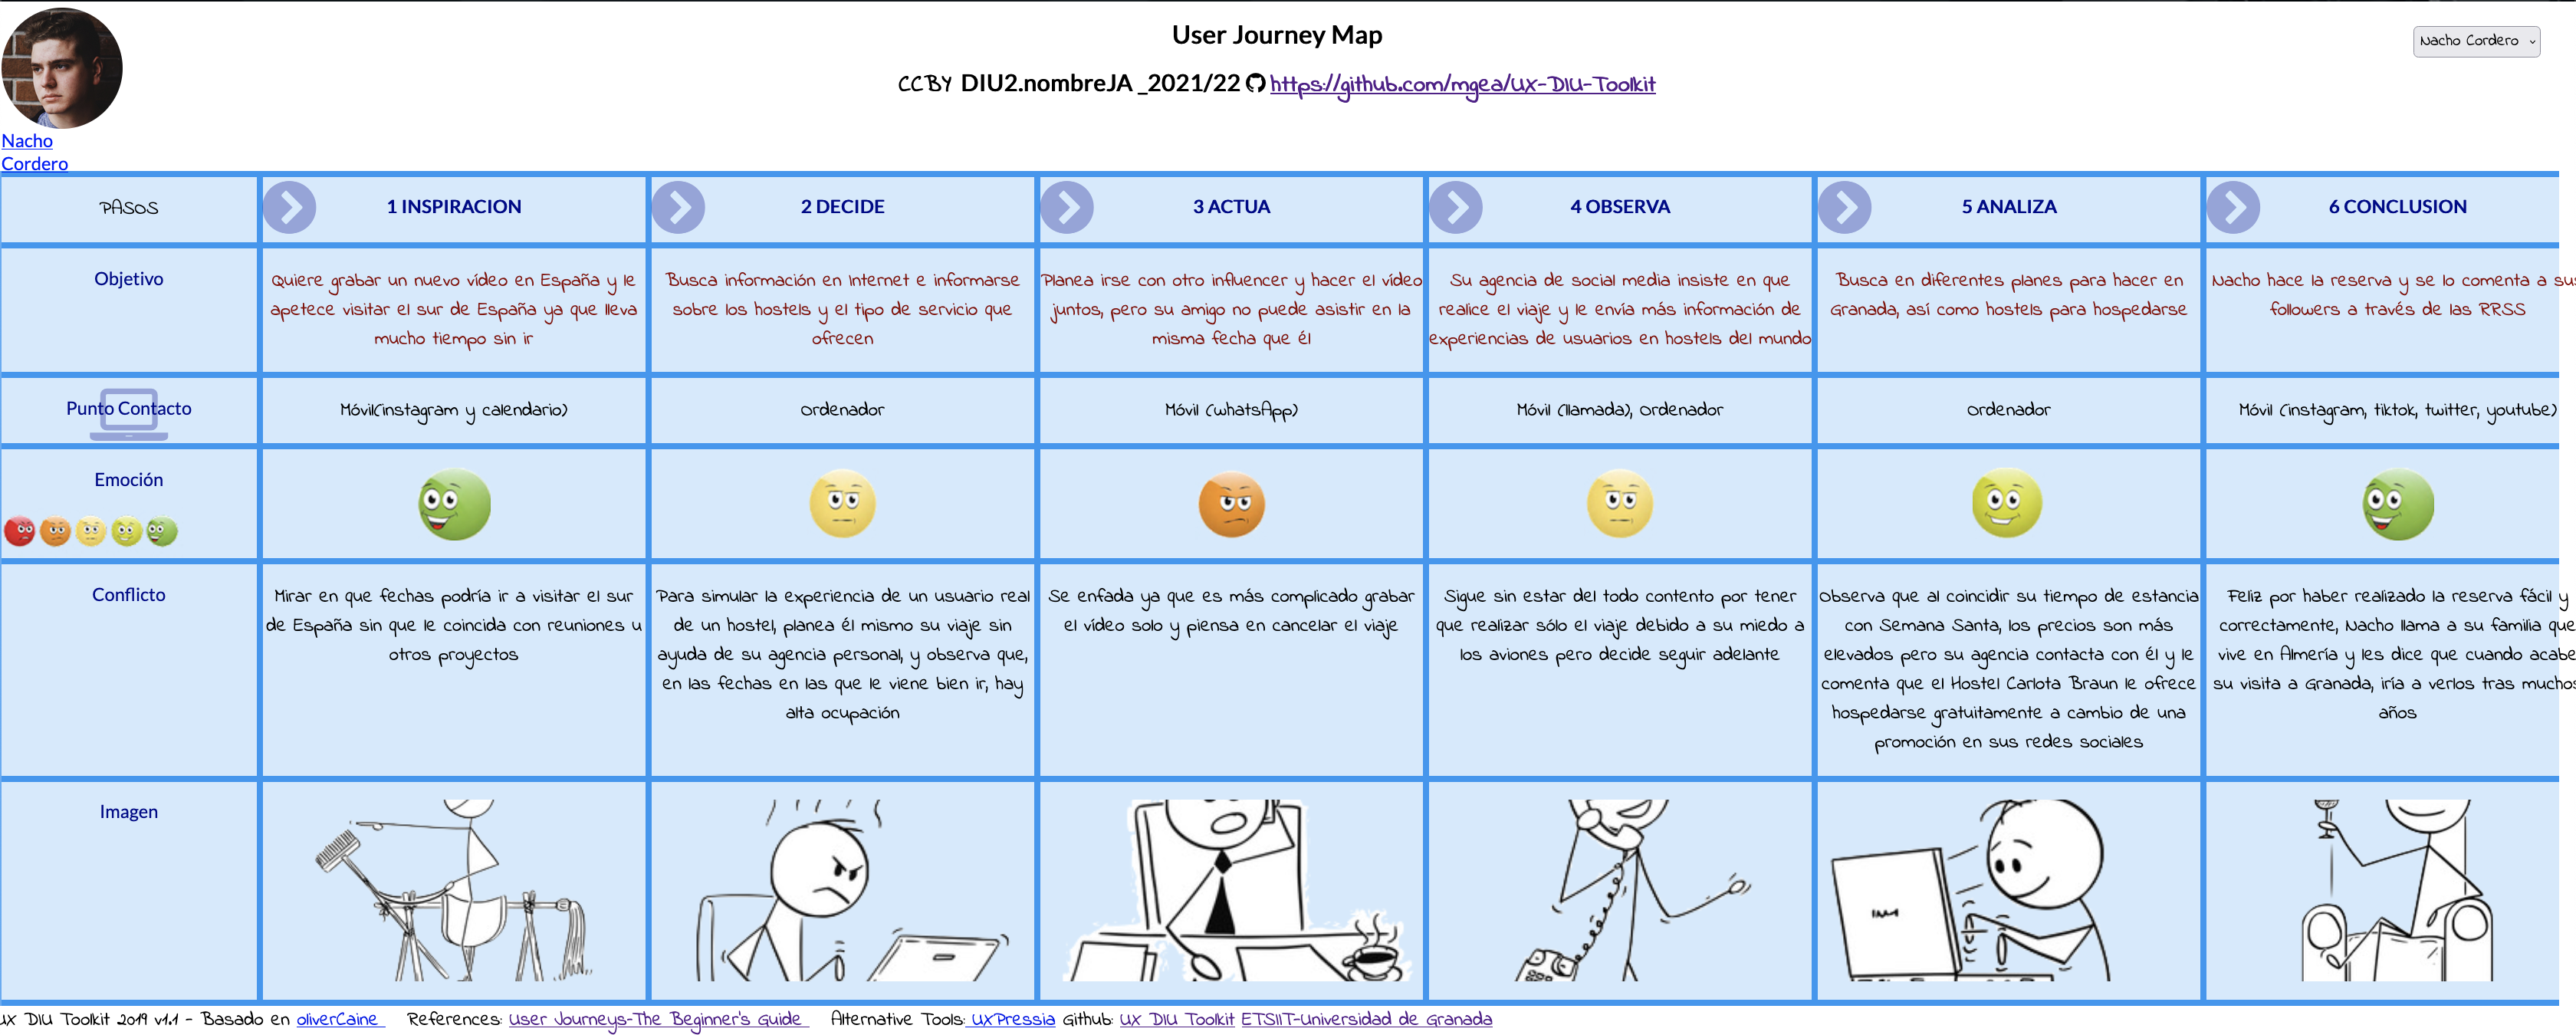 User Journey Map
Nacho Cordero
CCBY DIU2.nombreJA _2021/22 https://github.com/mgea/UX-DIU-Toolkit
Nacho
Cordero
PASOS
1 INSPIRACION
2 DECIDE
3 ACTUA
4 OBSERVA
5 ANALIZA
6 CONCLUSION
Objetivo
Quiere grabar un nuevo vídeo en España y le
apetece visitar el sur de España ya que lleva
mucho tiempo sin ir
Busca información en Internet e informarse
sobre los hostels y el tipo de servicio que
ofrecen
Planea irse con otro influencer y hacer el vídeo
juntos, pero su amigo no puede asistir en la
misma fecha que él
Su agencia de social media insiste en que
realice el viaje y le envía más información de
experiencias de usuarios en hostels del mundo
Busca en diferentes planes para hacer en
Granada, así como hostels para hospedarse
Nacho hace la reserva y se lo comenta a sus
followers a través de las RRSS
Punto Contacto
Móvil(instagram y calendario)
Ordenador
Móvil (whatsApp)
Móvil (llamada), Ordenador
Ordenador
Móvil (instagram, tiktok, twitter, youtube)
Emoción
Conflicto
Mirar en que fechas podría ir a visitar el sur
de España sin que le coincida con reuniones u
otros proyectos
Para simular la experiencia de un usuario real
de un hostel, planea él mismo su viaje sin
ayuda de su agencia personal, y observa que,
en las fechas en las que le viene bien ir, hay
alta ocupación
Se enfada ya que es más complicado grabar
el vídeo solo y piensa en cancelar el viaje
Sigue sin estar del todo contento por tener
que realizar sólo el viaje debido a su miedo a
los aviones pero decide seguir adelante
Observa que al coincidir su tiempo de estancia
con Semana Santa, los precios son más
elevados pero su agencia contacta con él y le
comenta que el Hostel Carlota Braun le ofrece
hospedarse gratuitamente a cambio de una
promoción en sus redes sociales
Feliz por haber realizado la reserva fácil y
correctamente, Nacho llama a su familia que
vive en Almería y les dice que cuando acabe
su visita a Granada, iría a verlos tras muchos
años
Imagen
UX DIU Toolkit 2019 v1.1 - Basado en oliverCaine References: User Journeys-The Beginner's Guide Alternative Tools: UXPressia Github: UX DIU Toolkit ETSIIT-Universidad de Granada